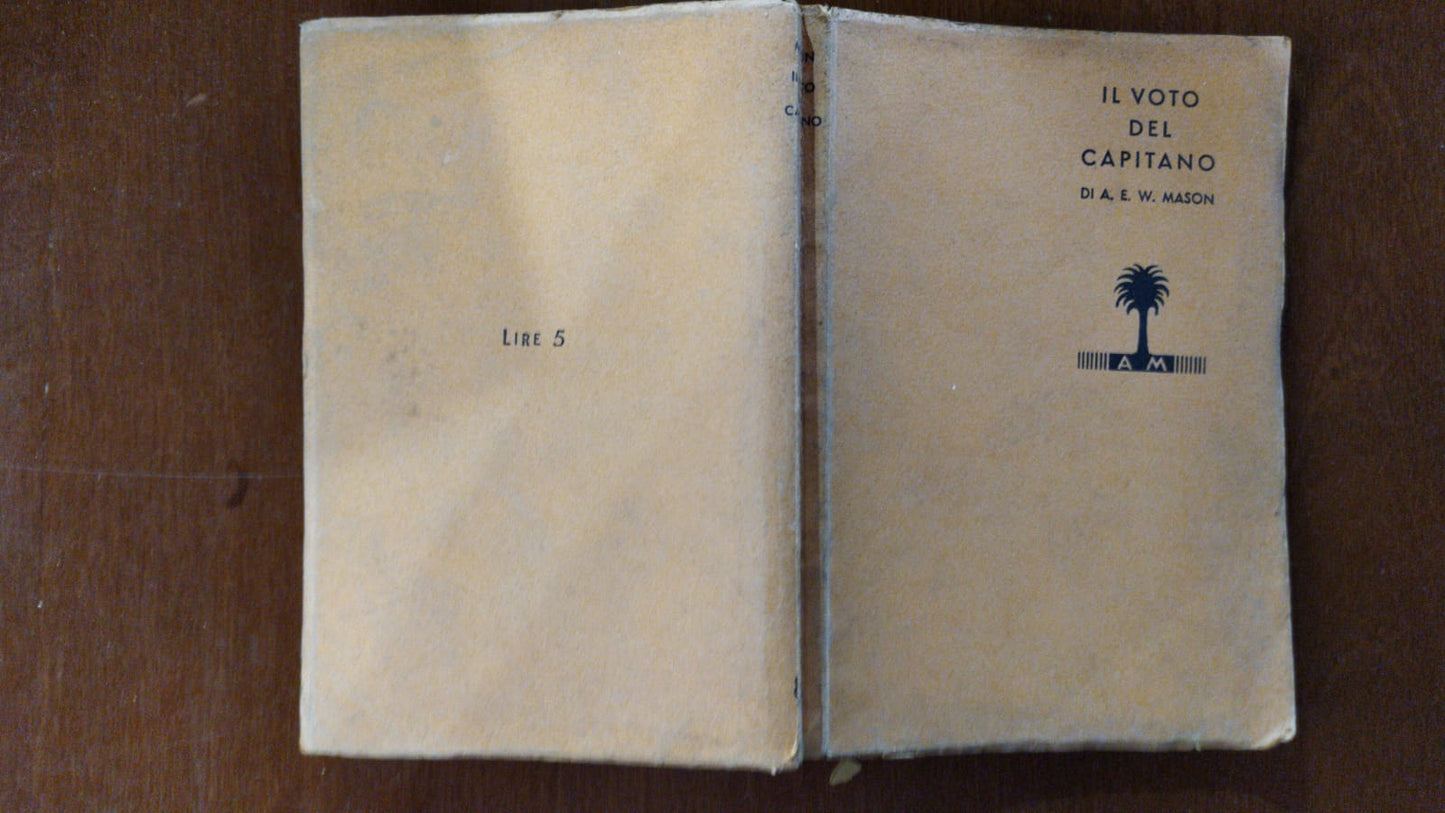 LIRE 5
IL VOTO
DEL
CAPITANO
DI A. E. W. MASON
A M